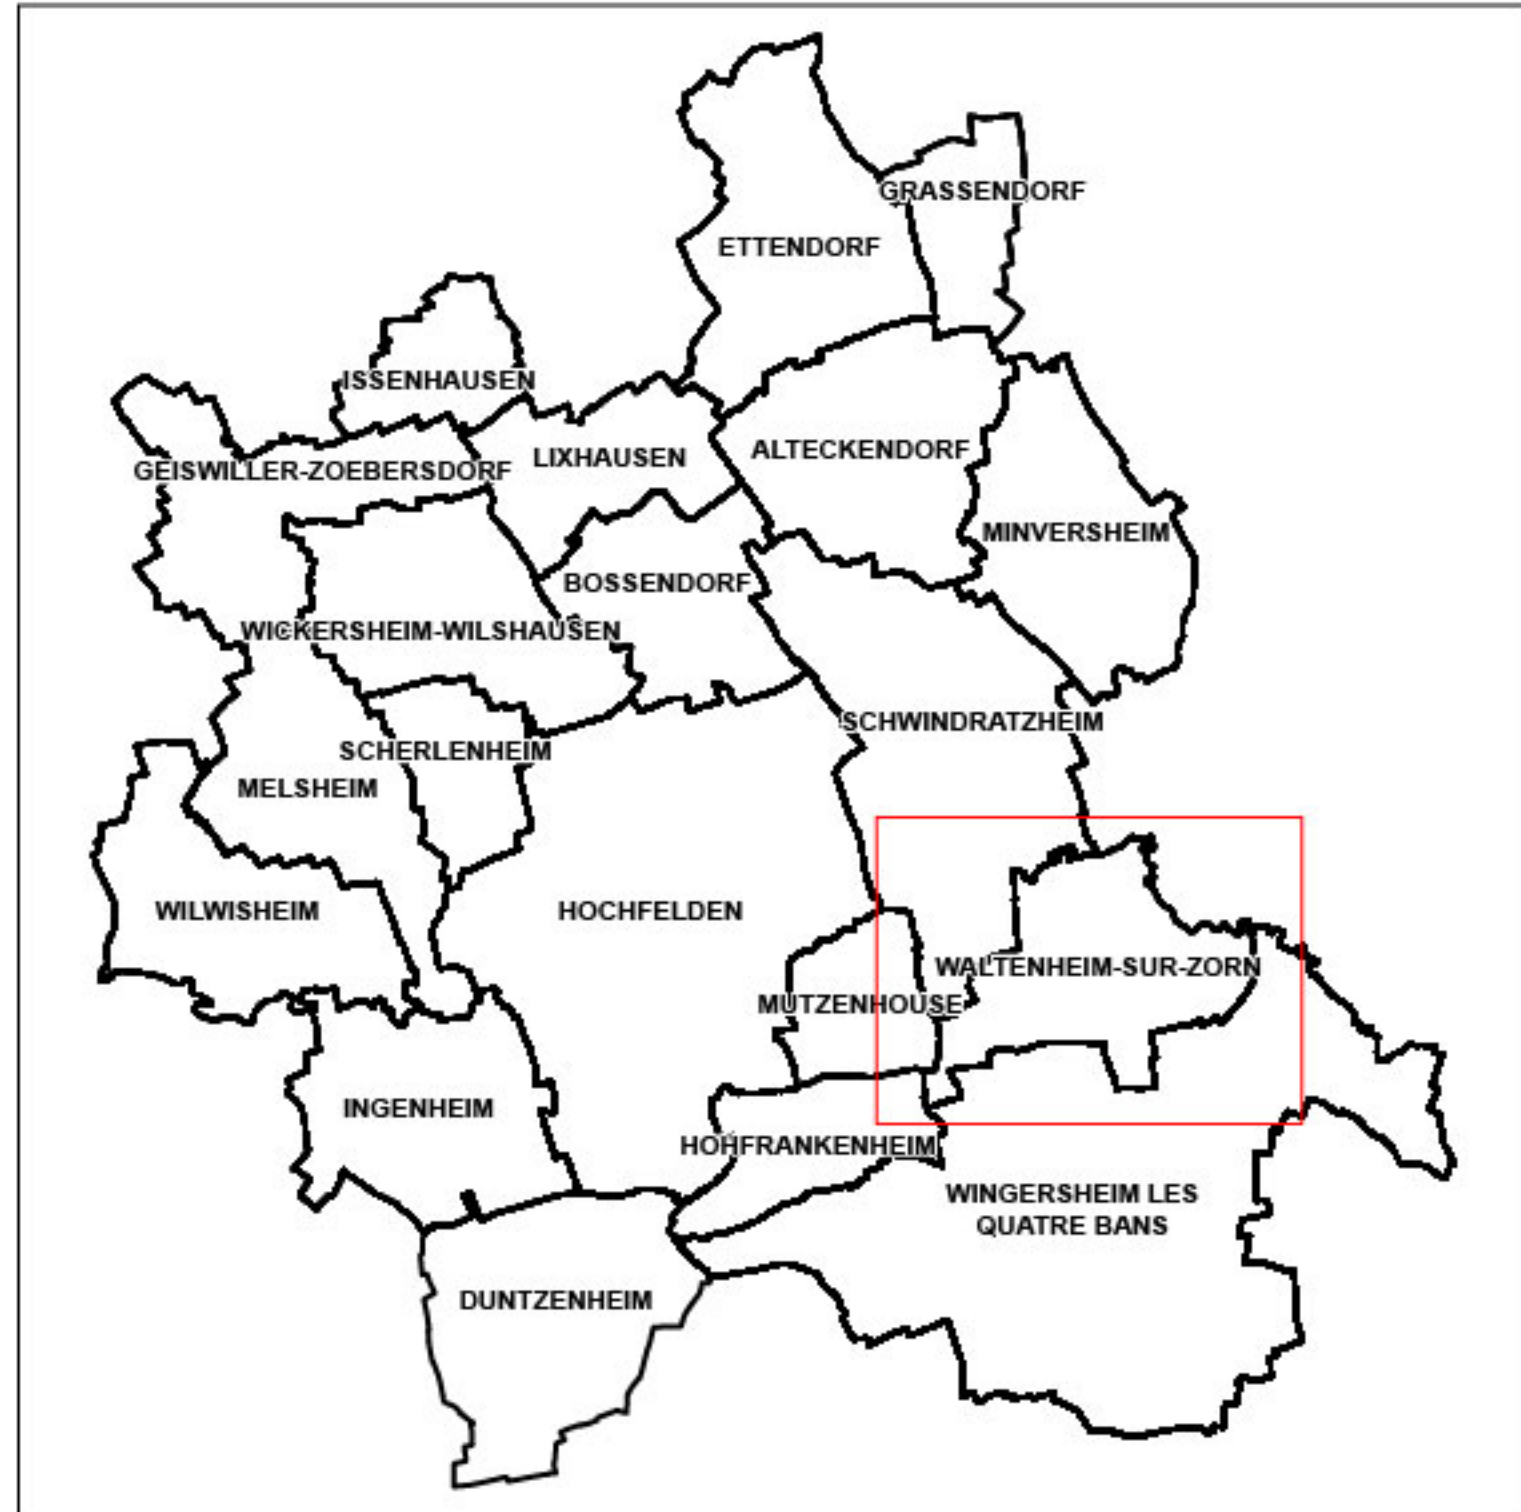 GRASSENDORF
ETTENDORF
ISSENHAUSEN
LIXHAUSEN
ALTECKENDORF
GEISWILLER-ZOEBERSDORF
MINVERSHEIM
BOSSENDORF
WICKERSHEIM-WILSHAUSEN
SCHWINDRATZHEIM
SCHERLENHEIM
MELSHEIM
WILWISHEIM
HOCHFELDEN
WALTENHEIM-SUR-ZORN
MUTZENHOUSE
INGENHEIM
HOHFRANKENHEIM
WINGERSHEIM LES
QUATRE BANS
DUNTZENHEIM